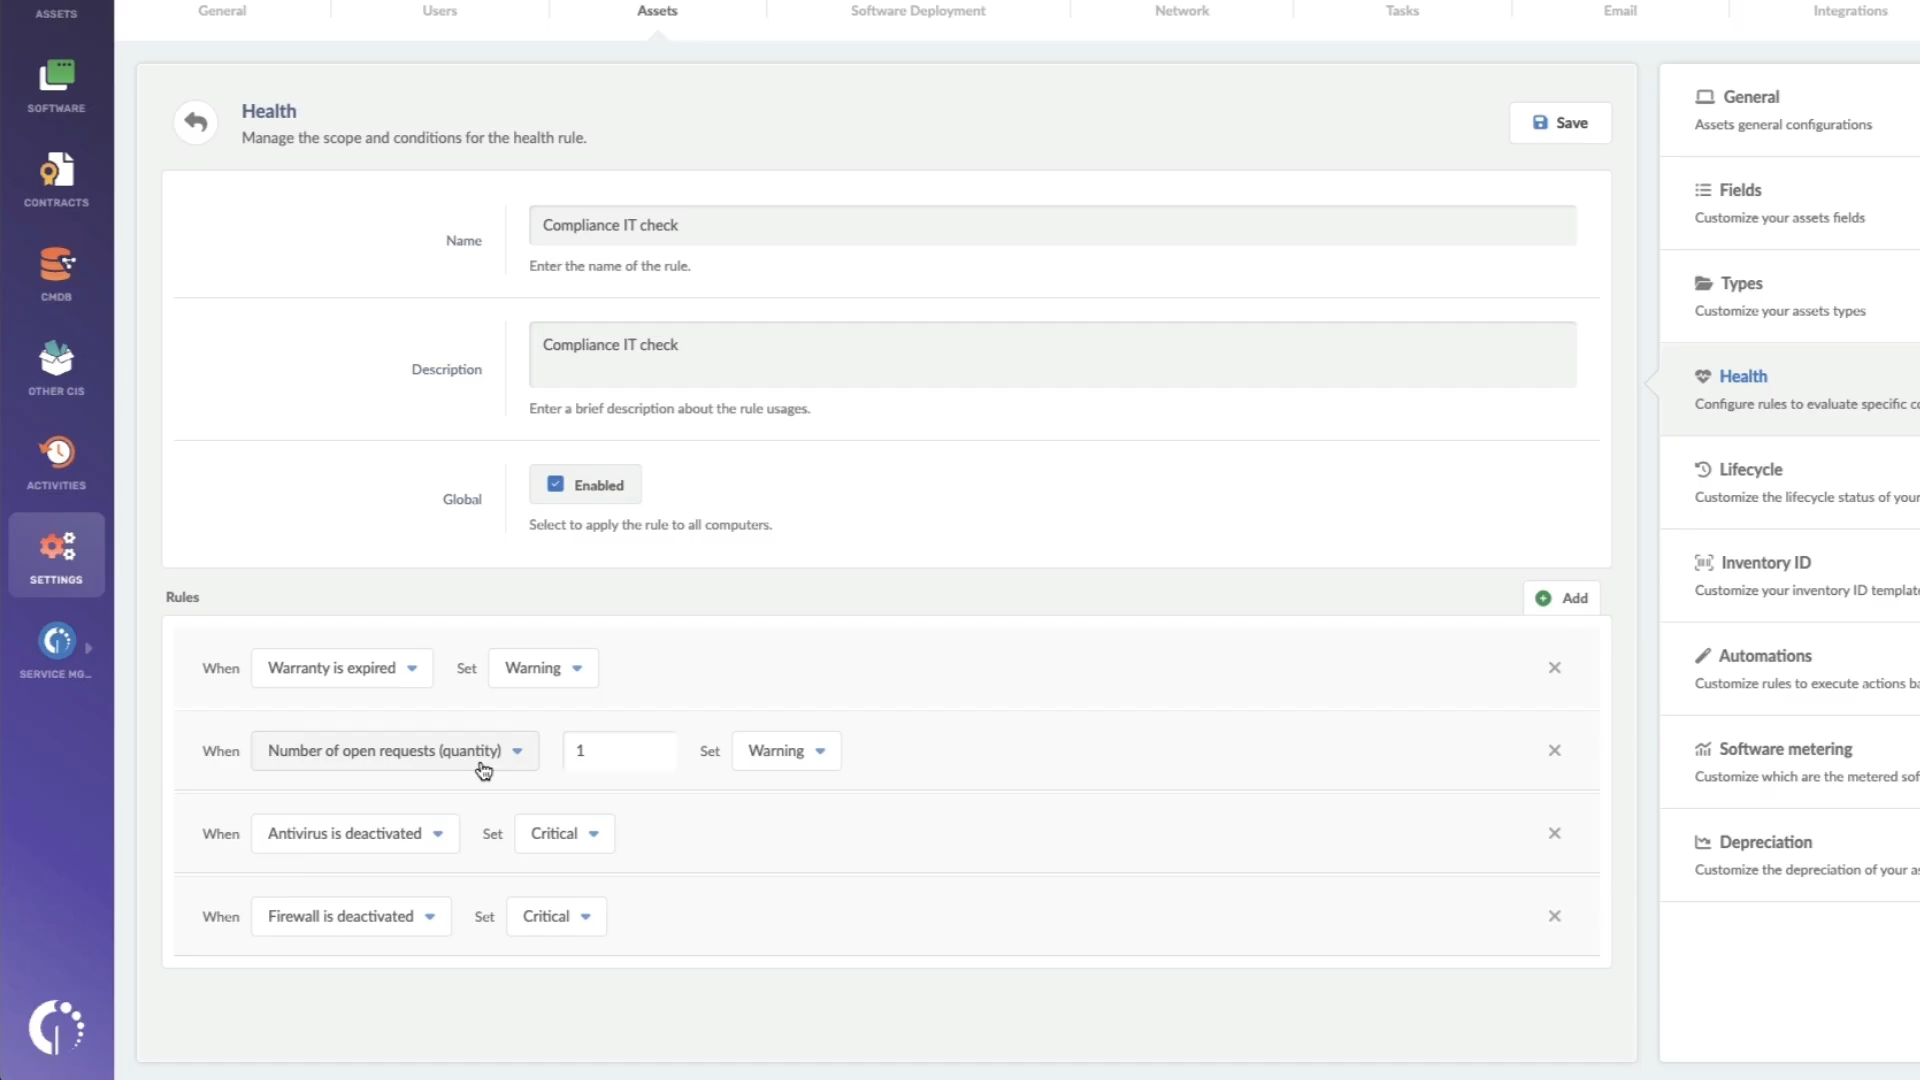 ASSETS
SOFTWARE
CONTRACTS
CMDB
OTHER CIS
ACTIVITIES
SETTINGS
SERVICE MG...
General
Users
Assets
Software Deployment
Network
Tasks
Email
Integrations
Health
Manage the scope and conditions for the health rule.
Save
Name
Compliance IT check
Enter the name of the rule.
Description
Compliance IT check
Enter a brief description about the rule usages.
Global
Enabled
Select to apply the rule to all computers.
Rules
Add
When Warranty is expired Set Warning
When Number of open requests (quantity) 1 Set Warning
When Antivirus is deactivated Set Critical
When Firewall is deactivated Set Critical
General
Assets general configurations
Fields
Customize your assets fields
Types
Customize your assets types
Health
Configure rules to evaluate specific
Lifecycle
Customize the lifecycle status of your
Inventory ID
Customize your inventory ID template
Automations
Customize rules to execute actions
Software metering
Customize which are the metered
Depreciation
Customize the depreciation of your